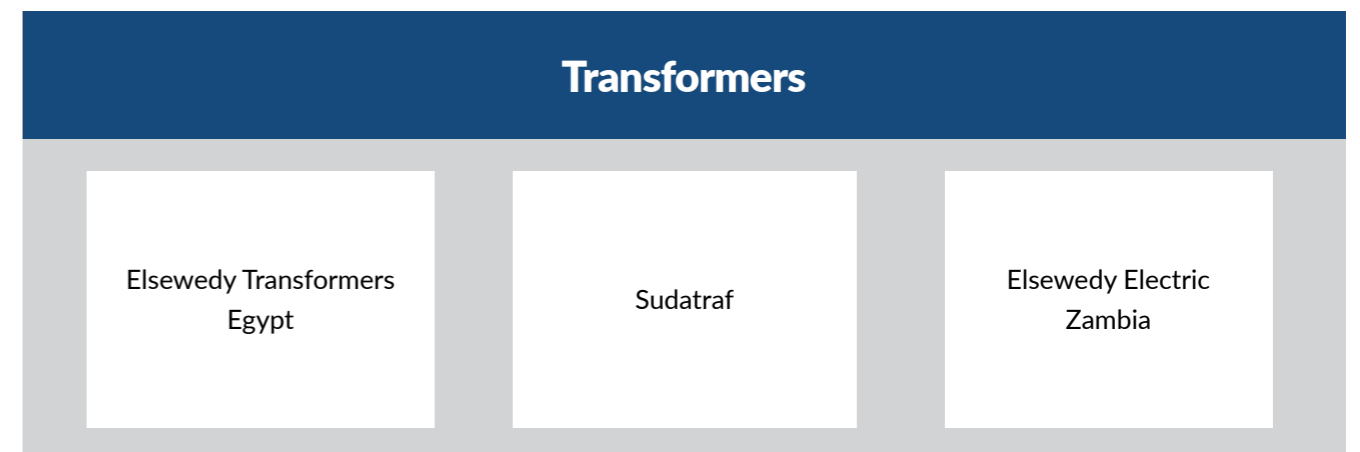 Transformers
Elsewedy Transformers
Egypt
Sudatraf
Elsewedy Electric
Zambia